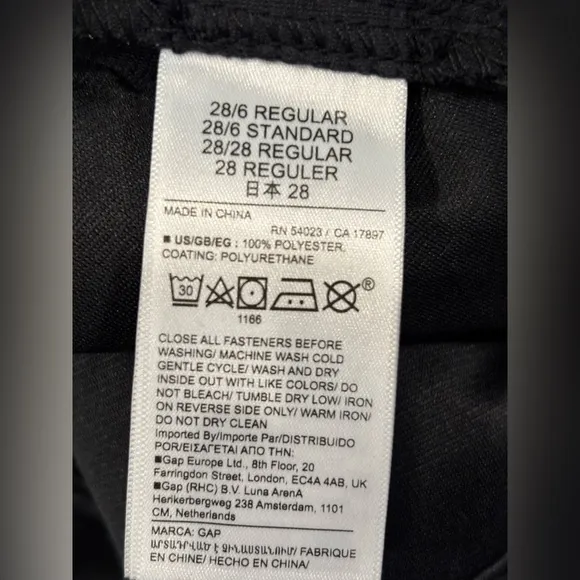 28/6 REGULAR
28/6 STANDARD
28/28 REGULAR
28 REGULER
日本 28
MADE IN CHINA
RN 54023 / CA 17897
■ US/GB/EG : 100% POLYESTER.
COATING: POLYURETHANE
30
®
1166
CLOSE ALL FASTENERS BEFORE
WASHING/ MACHINE WASH COLD
GENTLE CYCLE/ WASH AND DRY
INSIDE OUT WITH LIKE COLORS/ DO
NOT BLEACH/ TUMBLE DRY LOW/ IRON
ON REVERSE SIDE ONLY/ WARM IRON/
DO NOT DRY CLEAN
Imported By/Importe Par/DISTRIBUIDO
POR/ΕΙΣΑΓΕΤΑΙ ΑΠΟ ΤΗΝ:
■Gap Europe Ltd., 8th Floor, 20
Farringdon Street, London, EC4A 4AB, UK
■Gap (RHC) B.V. Luna ArenA
Herikerbergweg 238 Amsterdam, 1101
CM, Netherlands
MARCA: GAP
ԱՐՏԱԴՐՎԱԾ Է ՉԻՆԱՍՏԱՆՈՒՄ/ FABRIQUE
EN CHINE/ HECHO EN CHINA/